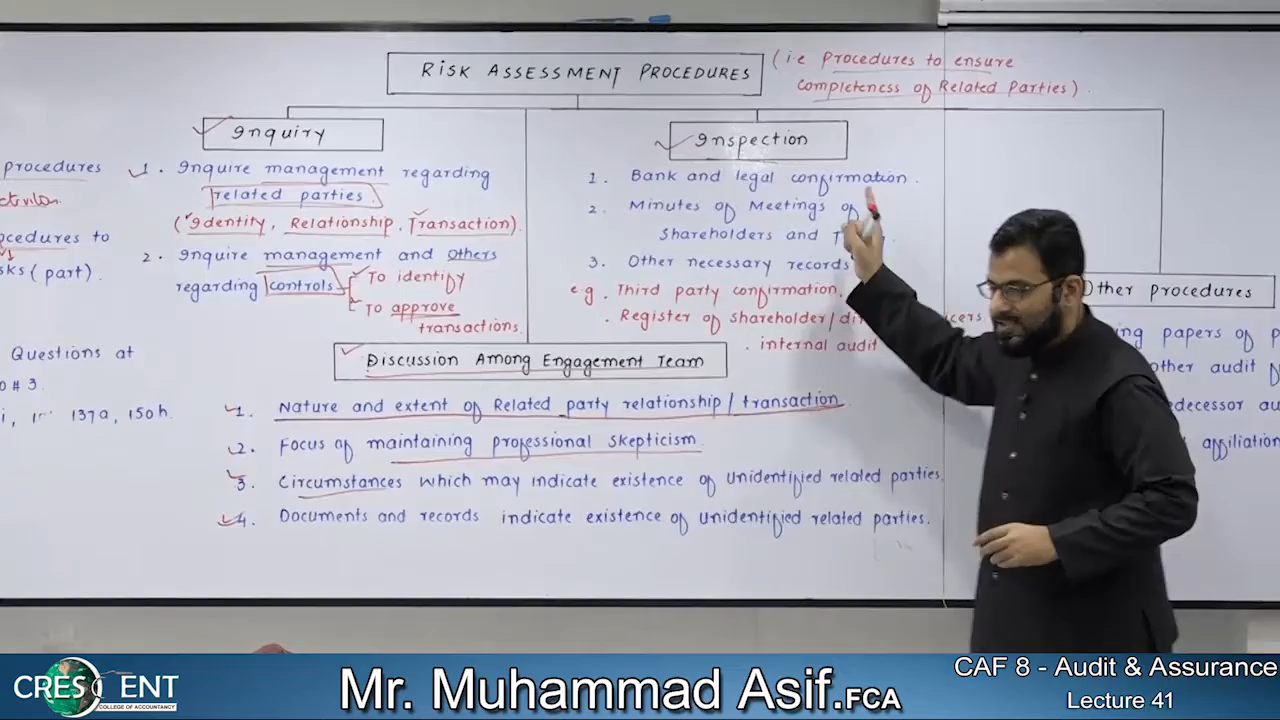 RISK ASSESSMENT PROCEDURES
(i.e Procedures to ensure
completeness of Related Parties).
procedures
procedures to
(part).
Questions at
# 3.
137a, 150h.
Inquiry
1. Inquire management regarding
related parties.
(Identity, Relationship, Transaction).
2. Inquire management and others
regarding controls
To identify
To approve
transactions.
Inspection
1. Bank and legal confirmation.
2. Minutes of Meetings of
Shareholders and
3. Other necessary records
eg. Third party confirmation.
. Register of shareholder/
. internal audit
Discussion Among Engagement Team
1. Nature and extent of Related party relationship/transaction
2. Focus of maintaining professional skepticism.
3. Circumstances which may indicate existence of unidentified related parties.
4. Documents and records indicate existence of unidentified related parties.
Other procedures
papers of
other audit
affiliation
CRESCENT
COLLEGE OF ACCOUNTANCY
Mr. Muhammad Asif.FCA
CAF 8 - Audit & Assurance
Lecture 41